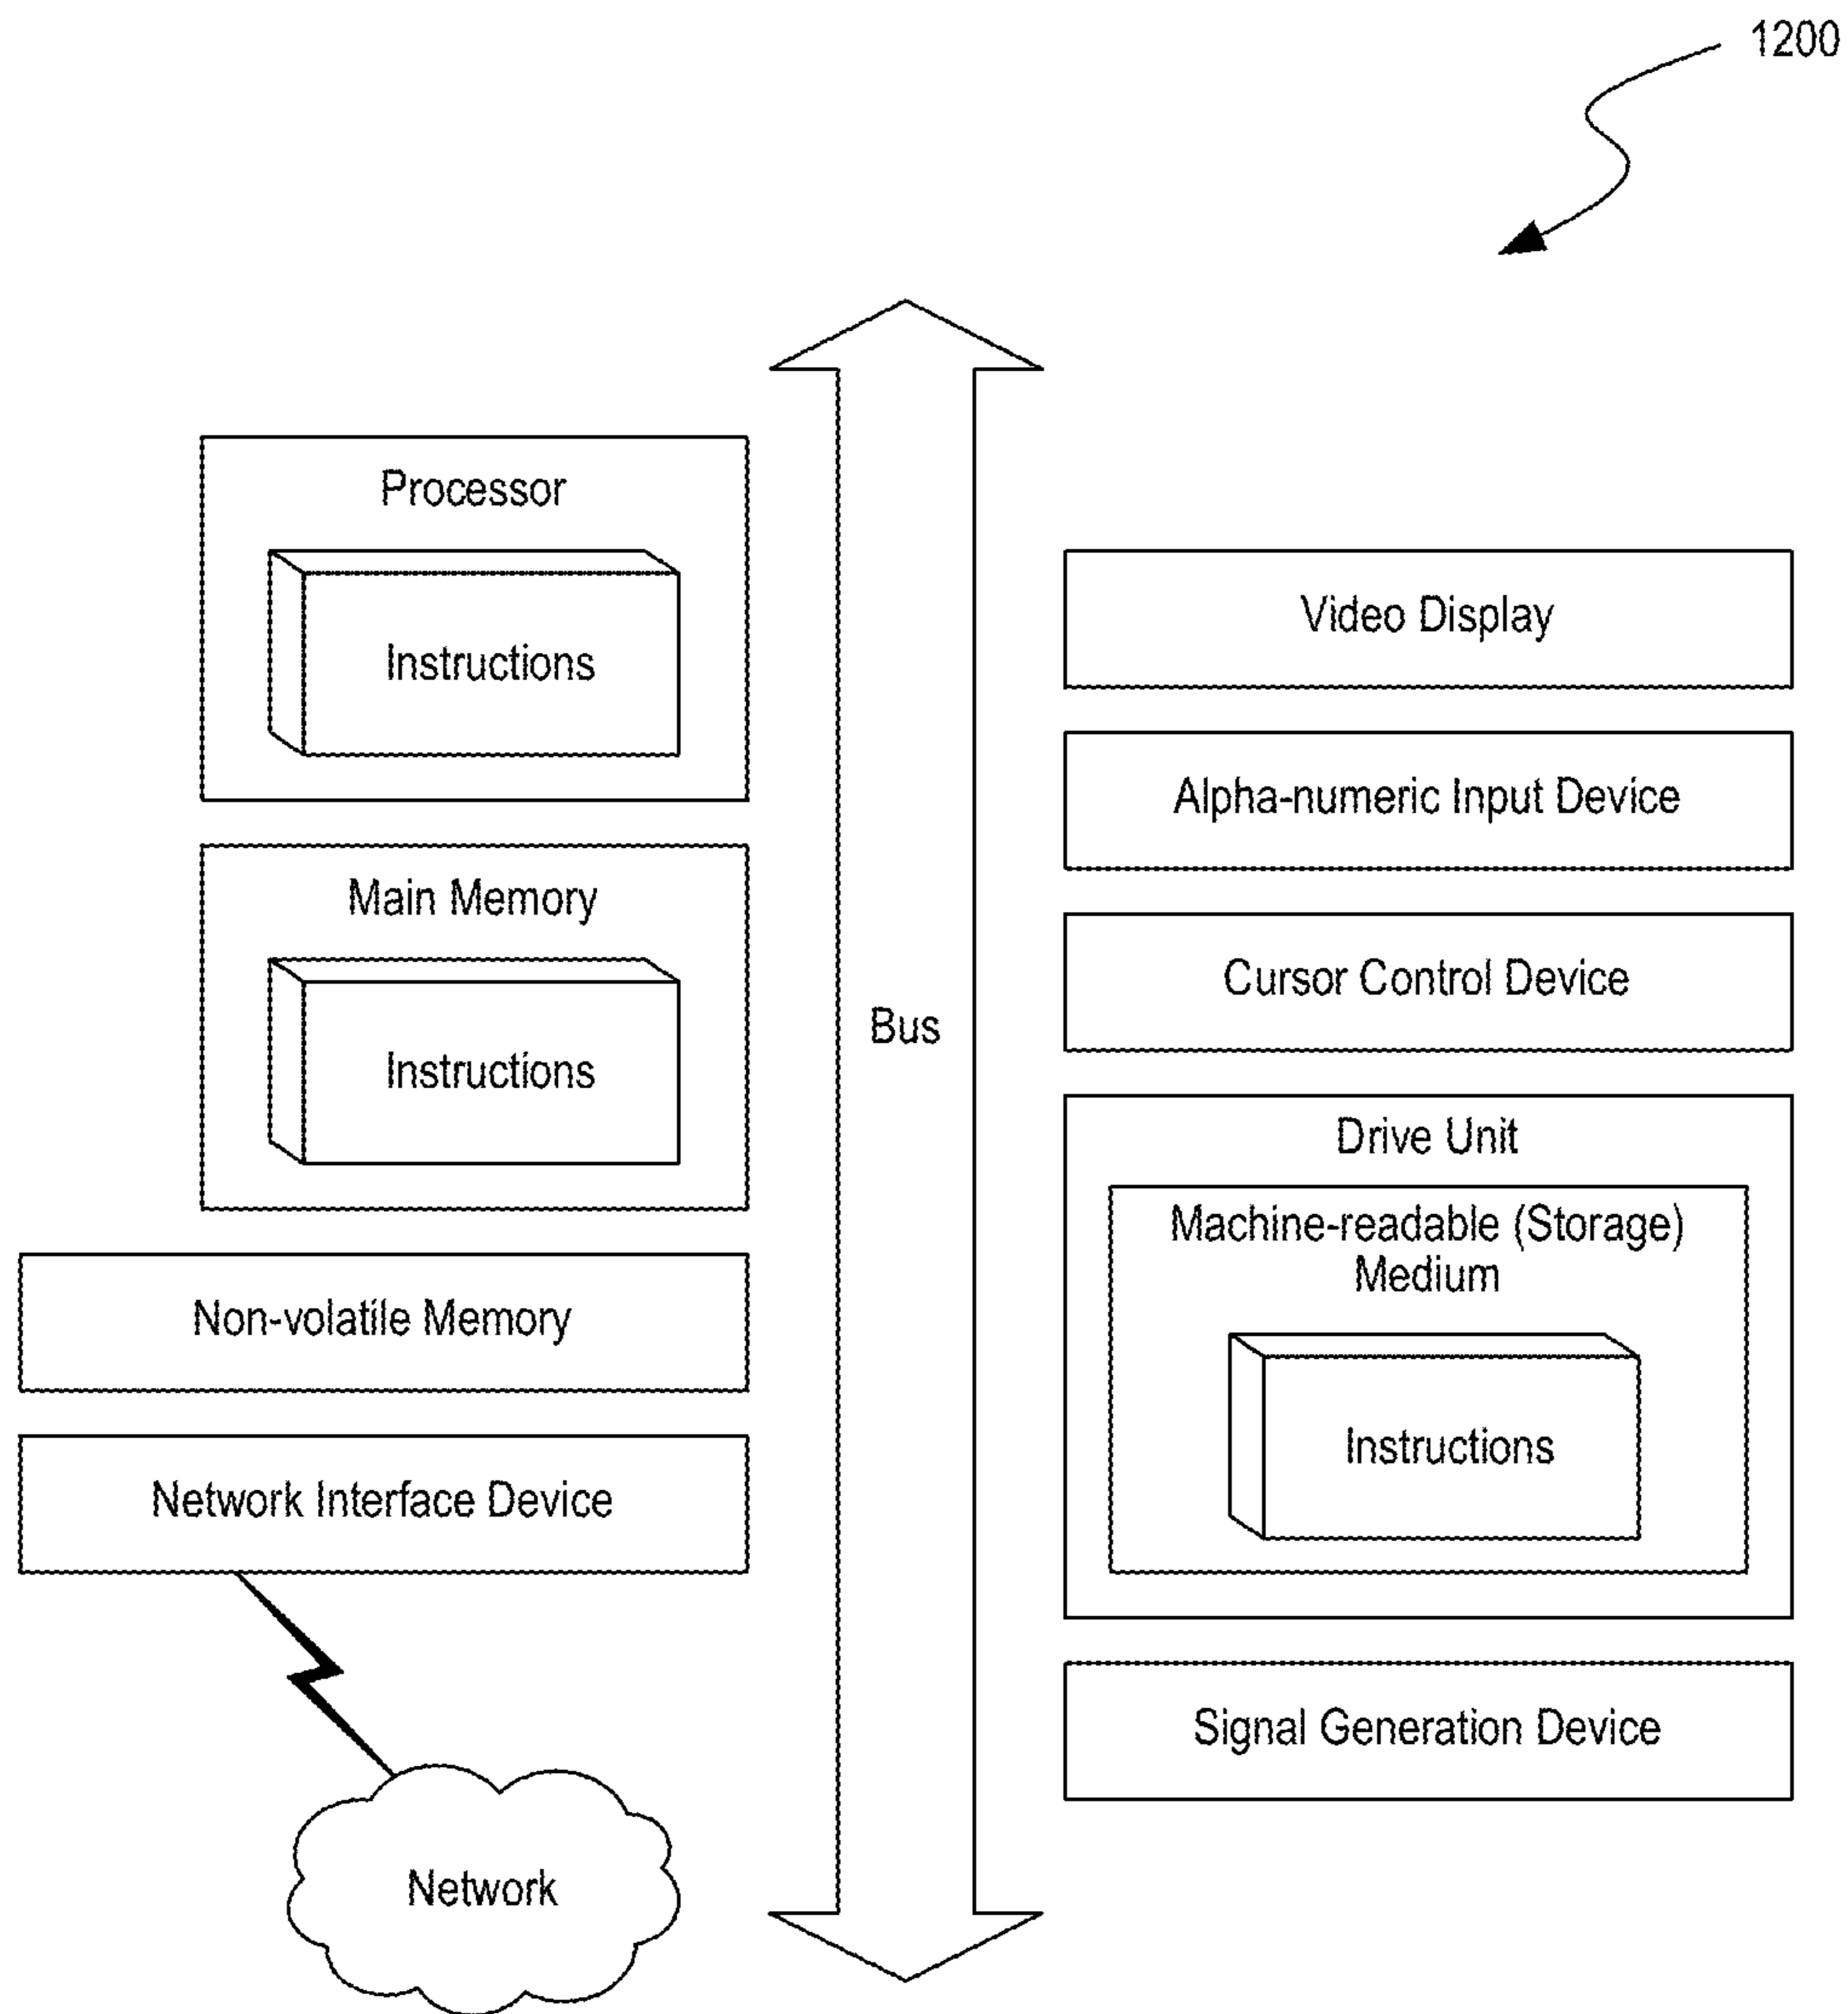 1200
Processor
Instructions
Main Memory
Instructions
Non-volatile Memory
Network Interface Device
Network
Bus
Video Display
Alpha-numeric Input Device
Cursor Control Device
Drive Unit
Machine-readable (Storage)
Medium
Instructions
Signal Generation Device